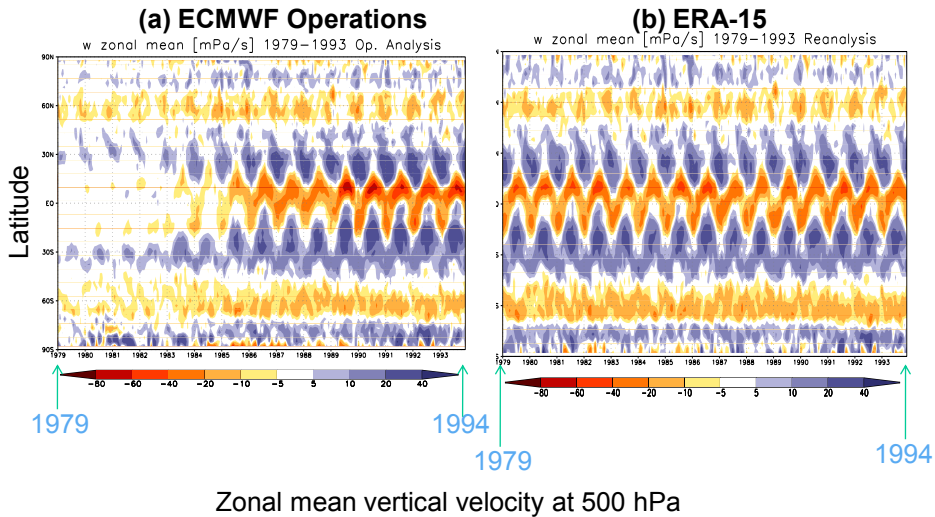 (a) ECMWF Operations
w zonal mean [mPa/s] 1979-1993 Op. Analysis
90N
60N
30N
EQ
30S
60S
90S
Latitude
1979 1980 1981 1982 1983 1984 1985 1986 1987 1988 1989 1990 1991 1992 1993
-80 -60 -40 -20 -10 -5 5 10 20 40
1979
1994
(b) ERA-15
w zonal mean [mPa/s] 1979-1993 Reanalysis
1979 1980 1981 1982 1983 1984 1985 1986 1987 1988 1989 1990 1991 1992 1993
-80 -60 -40 -20 -10 -5 5 10 20 40
1979
1994
Zonal mean vertical velocity at 500 hPa